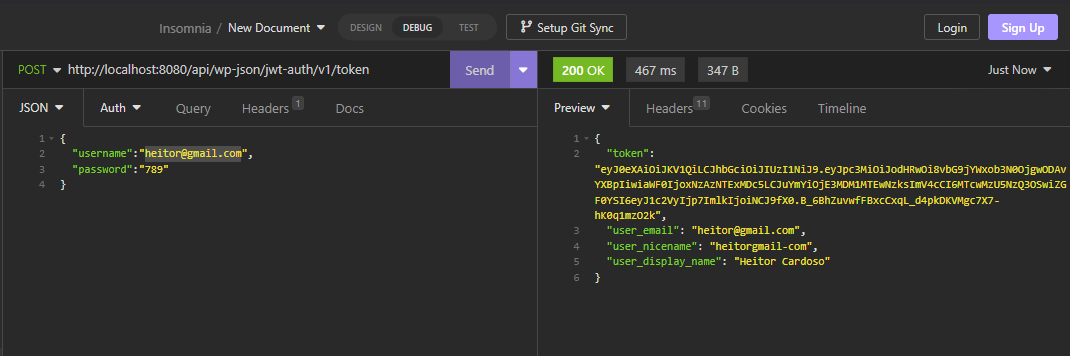 Insomnia / New Document
DESIGN DEBUG TEST
Setup Git Sync
Login
Sign Up
POST http://localhost:8080/api/wp-json/jwt-auth/v1/token
Send
200 OK
467 ms
347 B
Just Now
JSON
Auth
Query
Headers 1
Docs
Preview
Headers 11
Cookies
Timeline
1 {
2 "username":"heitor@gmail.com",
3 "password":"789"
4 }
1 {
2 "token":
"eyJ0eXAiOiJKV1QiLCJhbGciOiJIUzI1NiJ9.eyJpc3MiOiJodHRwOi8vbG9jYWxob3N0OjgwODAv
YXBpIiwiaWF0IjoxNzAzNTExMDc5LCJuYmYiOjE3MDM1MTEwNzksImV4cCI6MTcwMzU5NzQ3OSwiZG
F0YSI6eyJ1c2VyIjp7ImlkIjoiNCJ9fX0.B_6BhZuvwfFBxcCxqL_d4pkDKVMgc7X7-
hK0q1mzO2k",
3 "user_email": "heitor@gmail.com",
4 "user_nicename": "heitorgmail-com",
5 "user_display_name": "Heitor Cardoso"
6 }